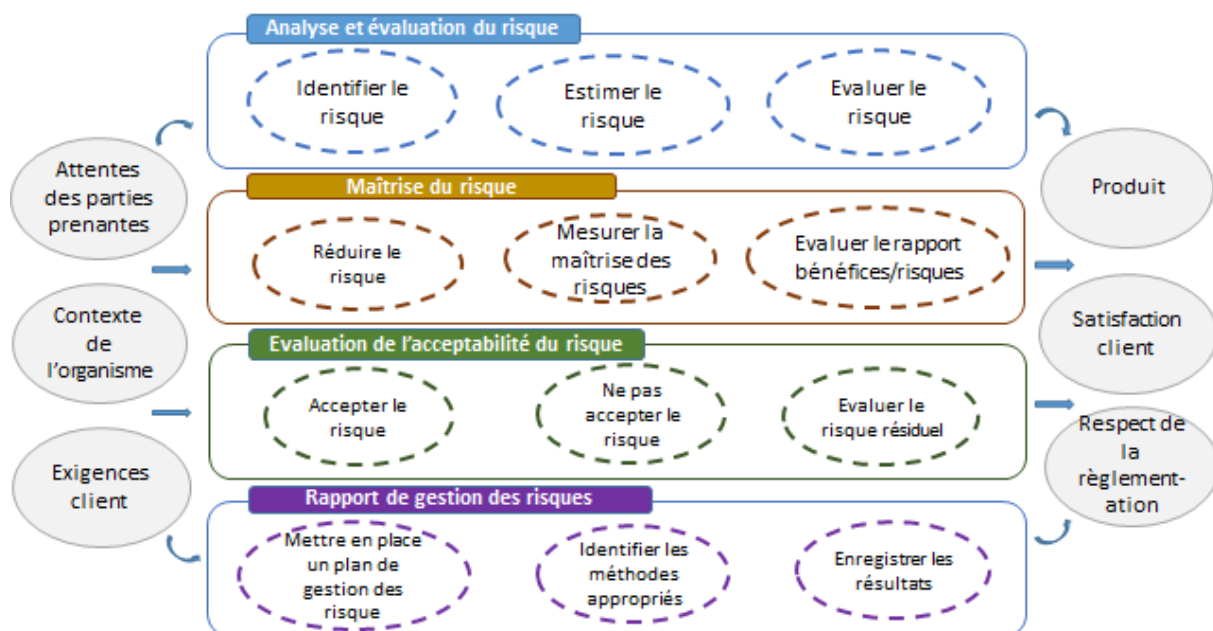 Analyse et évaluation du risque
Identifier le
risque
Estimer le
risque
Evaluer le
risque
Attentes
des parties
prenantes
Produit
Maîtrise du risque
Réduire le
risque
Mesurer la
maîtrise des
risques
Evaluer le rapport
bénéfices/risques
Contexte
de
l'organisme
Satisfaction
client
Evaluation de l'acceptabilité du risque
Accepter le
risque
Ne pas
accepter le
risque
Evaluer le
risque résiduel
Exigences
client
Respect de
la
règlement-
ation
Rapport de gestion des risques
Mettre en place
un plan de
gestion des
risque
Identifier les
méthodes
appropriés
Enregistrer les
résultats